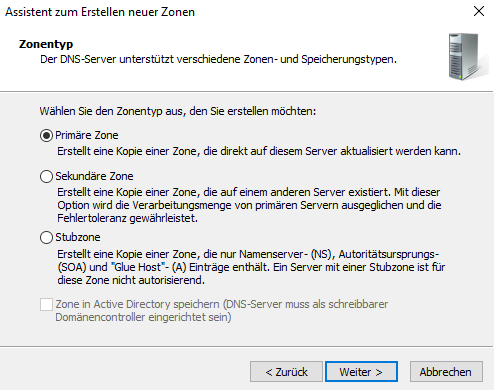 Assistent zum Erstellen neuer Zonen
Zonentyp
Der DNS-Server unterstützt verschiedene Zonen- und Speicherungstypen.
Wählen Sie den Zonentyp aus, den Sie erstellen möchten:
Primäre Zone
Erstellt eine Kopie einer Zone, die direkt auf diesem Server aktualisiert werden kann.
Sekundäre Zone
Erstellt eine Kopie einer Zone, die auf einem anderen Server existiert. Mit dieser
Option wird die Verarbeitungsmenge von primären Servern ausgeglichen und die
Fehlertoleranz gewährleistet.
Stubzone
Erstellt eine Kopie einer Zone, die nur Namenserver- (NS), Autoritätsursprungs-
(SOA) und "Glue Host"- (A) Einträge enthält. Ein Server mit einer Stubzone ist für
diese Zone nicht autorisierend.
Zone in Active Directory speichern (DNS-Server muss als schreibbarer
Domänencontroller eingerichtet sein)
< Zurück
Weiter >
Abbrechen